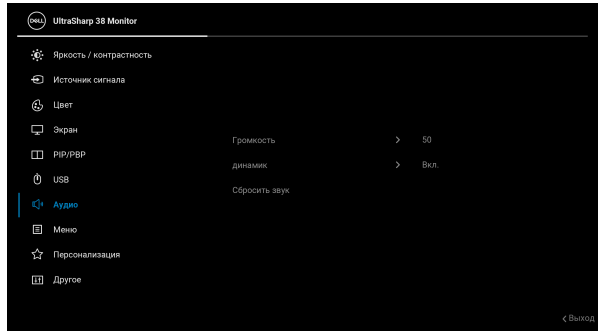 DELL UltraSharp 38 Monitor
Яркость / контрастность
Источник сигнала
Цвет
Экран
Громкость 50
PIP/PBP
динамик Вкл.
USB
Сбросить звук
Аудио
Меню
Персонализация
Другое
Выход